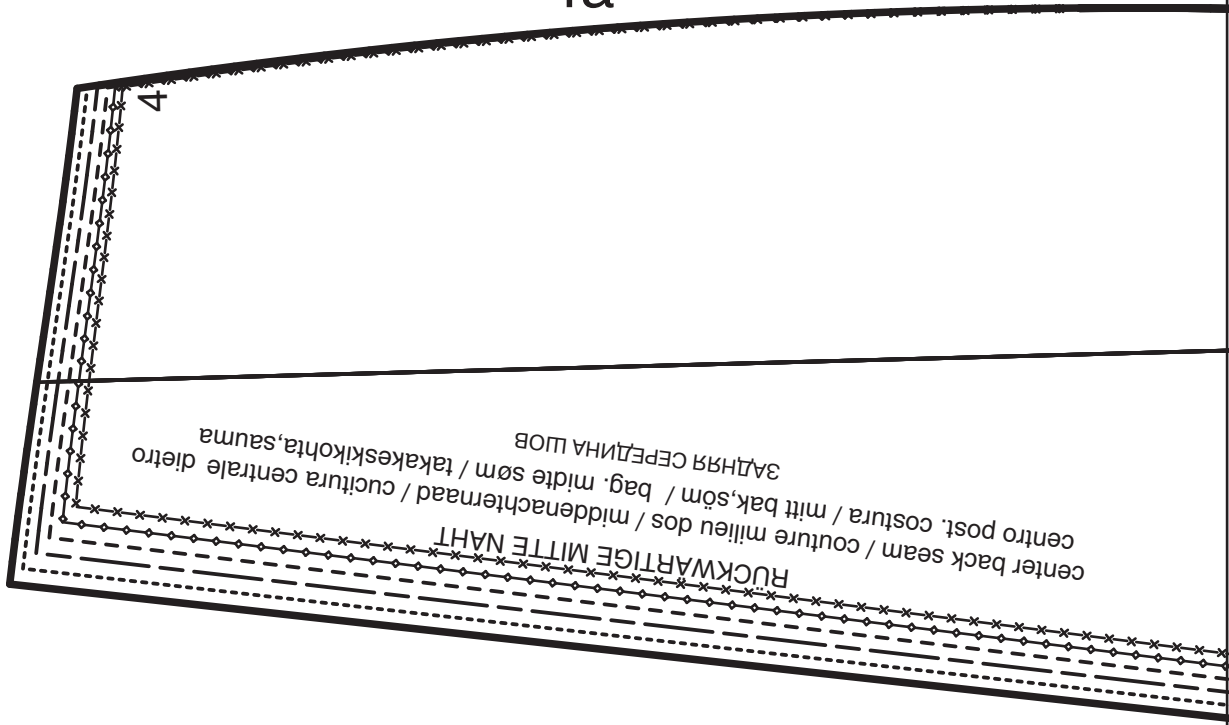 RÜCKWÄRTIGE MITTE NAHT
center back seam / couture milieu dos / middenachternaad / cucitura centrale dietro
centro post. costura / mitt bak,söm / bag. midte søm / takakeskikohta,sauma
ЗАДНЯЯ СЕРЕДИНА ШОВ
4